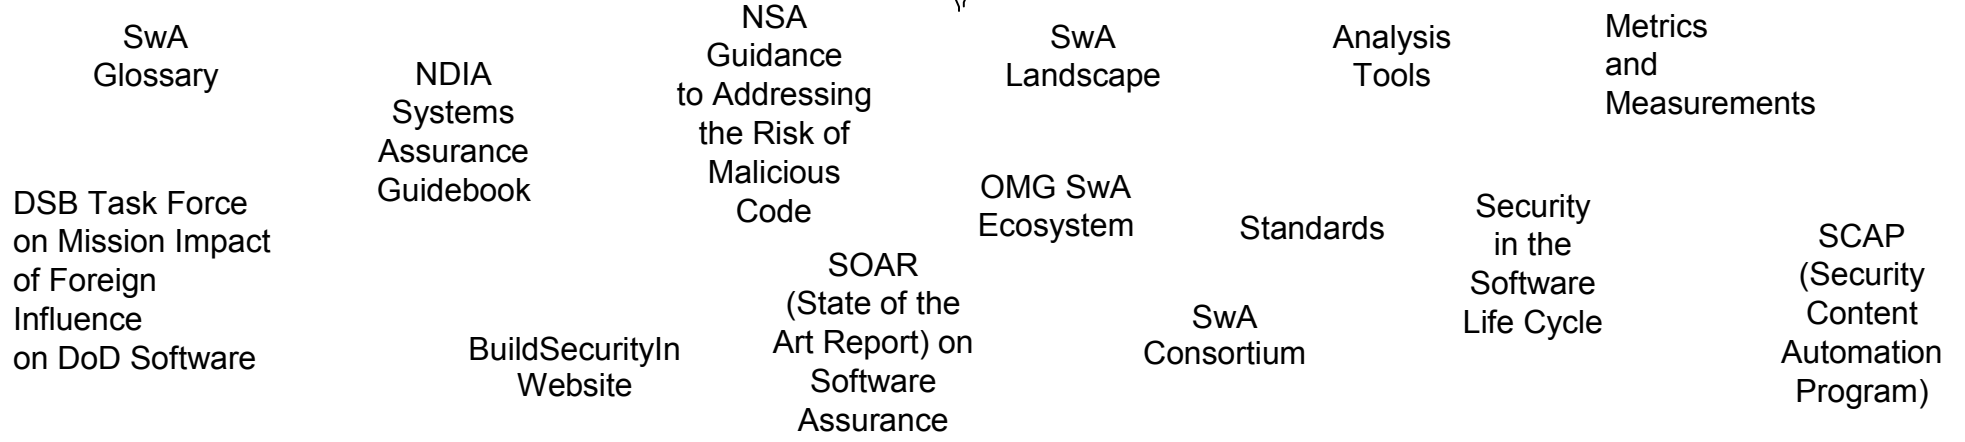 SwA
Glossary
NDIA
Systems
Assurance
Guidebook
NSA
Guidance
to Addressing
the Risk of
Malicious
Code
SwA
Landscape
Analysis
Tools
Metrics
and
Measurements
DSB Task Force
on Mission Impact
of Foreign
Influence
on DoD Software
BuildSecurityIn
Website
SOAR
(State of the
Art Report) on
Software
Assurance
OMG SwA
Ecosystem
Standards
SwA
Consortium
Security
in the
Software
Life Cycle
SCAP
(Security
Content
Automation
Program)